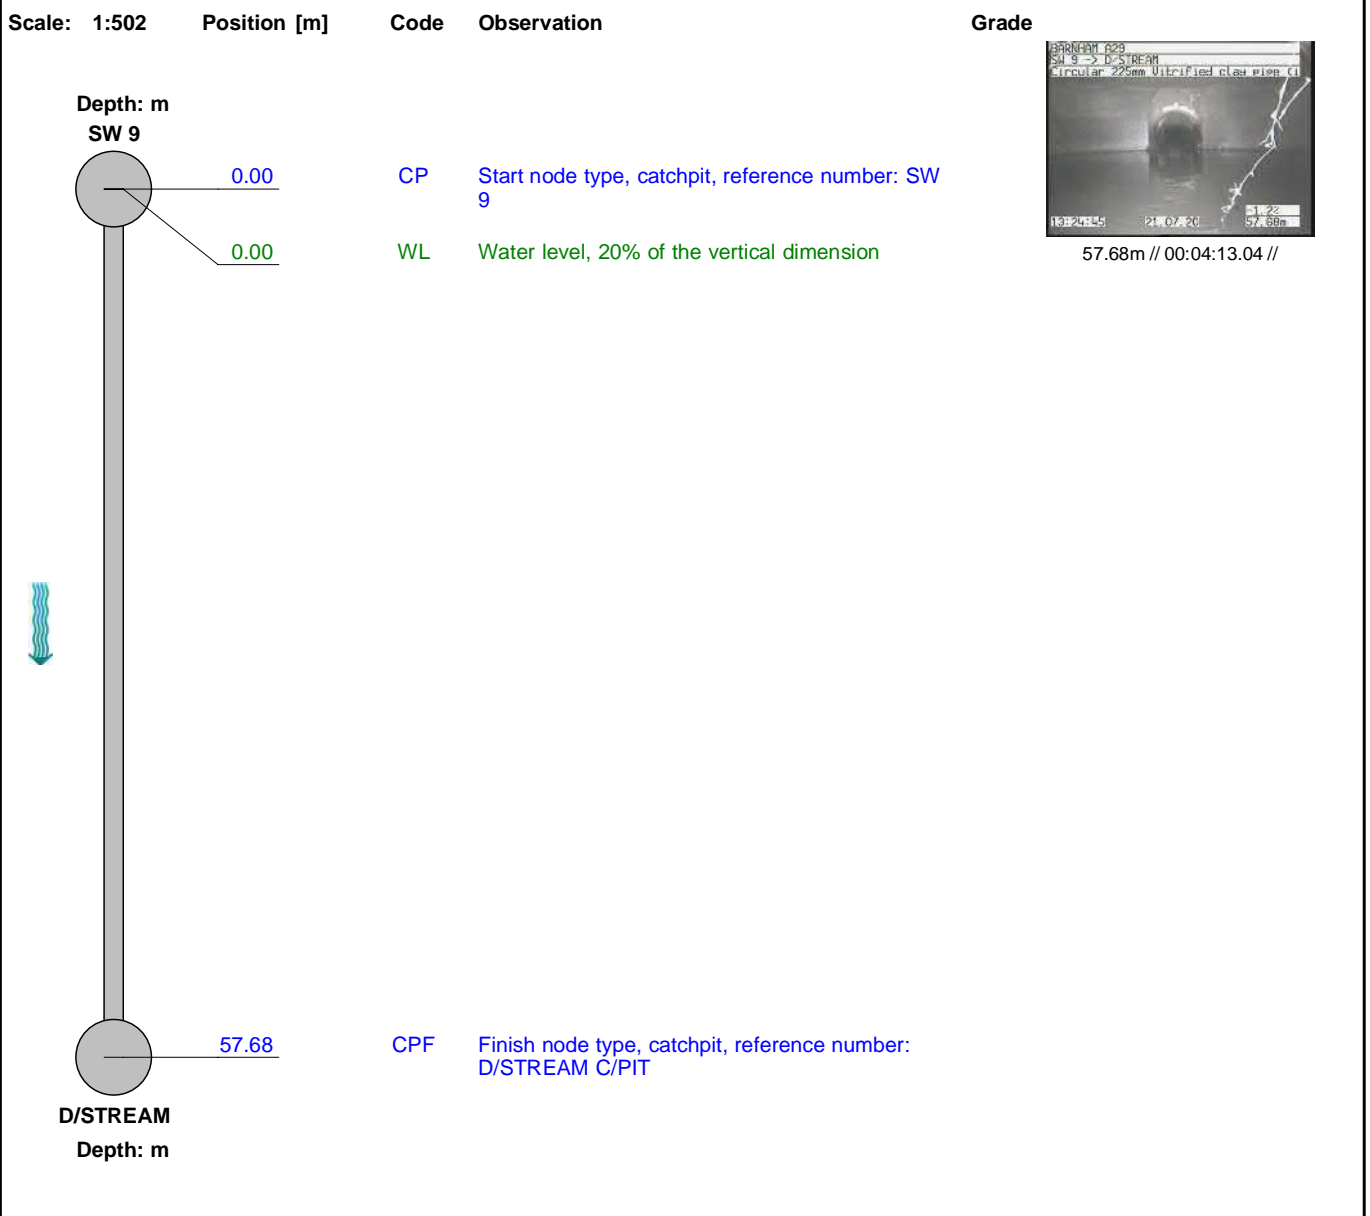 Scale: 1:502 Position [m] Code Observation Grade
BARNHAM A29
SW 9 -> D/STREAM
Circular 225mm Vitrified clay pipe (i
Depth: m
SW 9
0.00 CP Start node type, catchpit, reference number: SW
9
-1.2%
13:24:45 21.07.20 57.68m
0.00 WL Water level, 20% of the vertical dimension 57.68m // 00:04:13.04 //
57.68 CPF Finish node type, catchpit, reference number:
D/STREAM C/PIT
D/STREAM
Depth: m